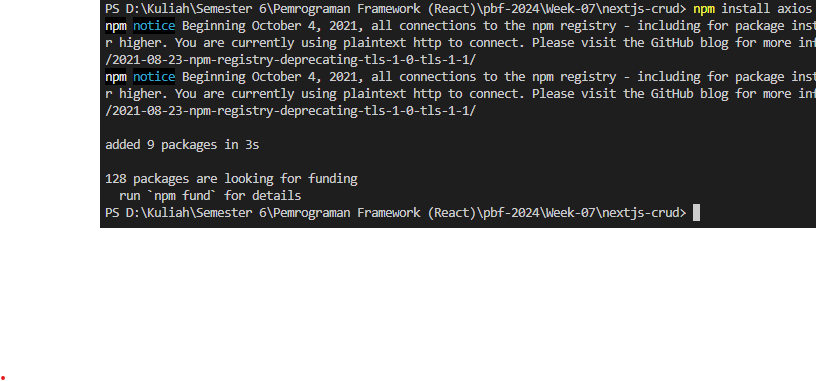 PS D:\Kuliah\Semester 6\Pemrograman Framework (React)\pbf-2024\Week-07\nextjs-crud> npm install axios
npm notice Beginning October 4, 2021, all connections to the npm registry - including for package inst
r higher. You are currently using plaintext http to connect. Please visit the GitHub blog for more inf
/2021-08-23-npm-registry-deprecating-tls-1-0-tls-1-1/
npm notice Beginning October 4, 2021, all connections to the npm registry - including for package inst
r higher. You are currently using plaintext http to connect. Please visit the GitHub blog for more inf
/2021-08-23-npm-registry-deprecating-tls-1-0-tls-1-1/
added 9 packages in 3s
128 packages are looking for funding
run `npm fund` for details
PS D:\Kuliah\Semester 6\Pemrograman Framework (React)\pbf-2024\Week-07\nextjs-crud>